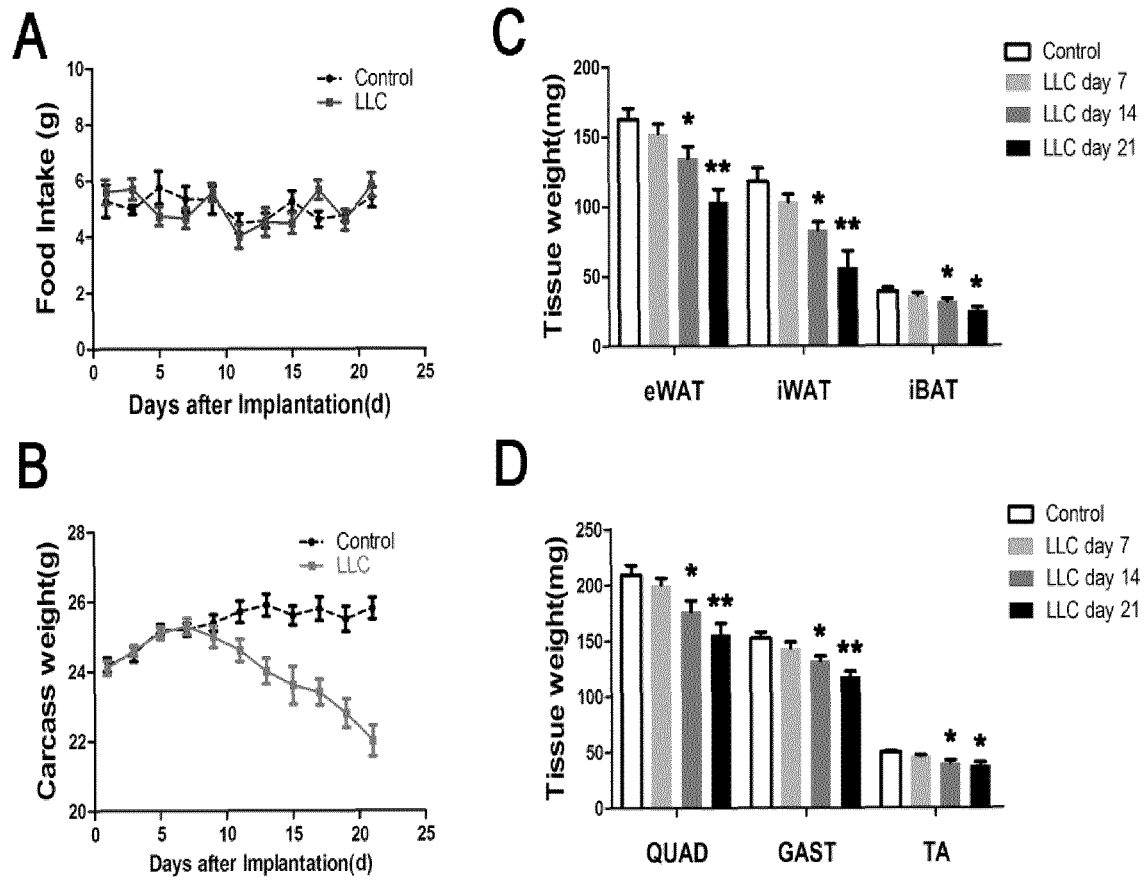 A
Control
LLC
Food Intake (g)
10
8
6
4
2
0
0 5 10 15 20 25
Days after Implantation(d)
B
Control
LLC
Carcass weight(g)
28
26
24
22
20
0 5 10 15 20 25
Days after Implantation(d)
C
Control
LLC day 7
LLC day 14
LLC day 21
Tissue weight(mg)
200
150
100
50
0
* ** * ** * *
eWAT iWAT iBAT
D
Control
LLC day 7
LLC day 14
LLC day 21
Tissue weight(mg)
250
200
150
100
50
0
* ** * ** * *
QUAD GAST TA